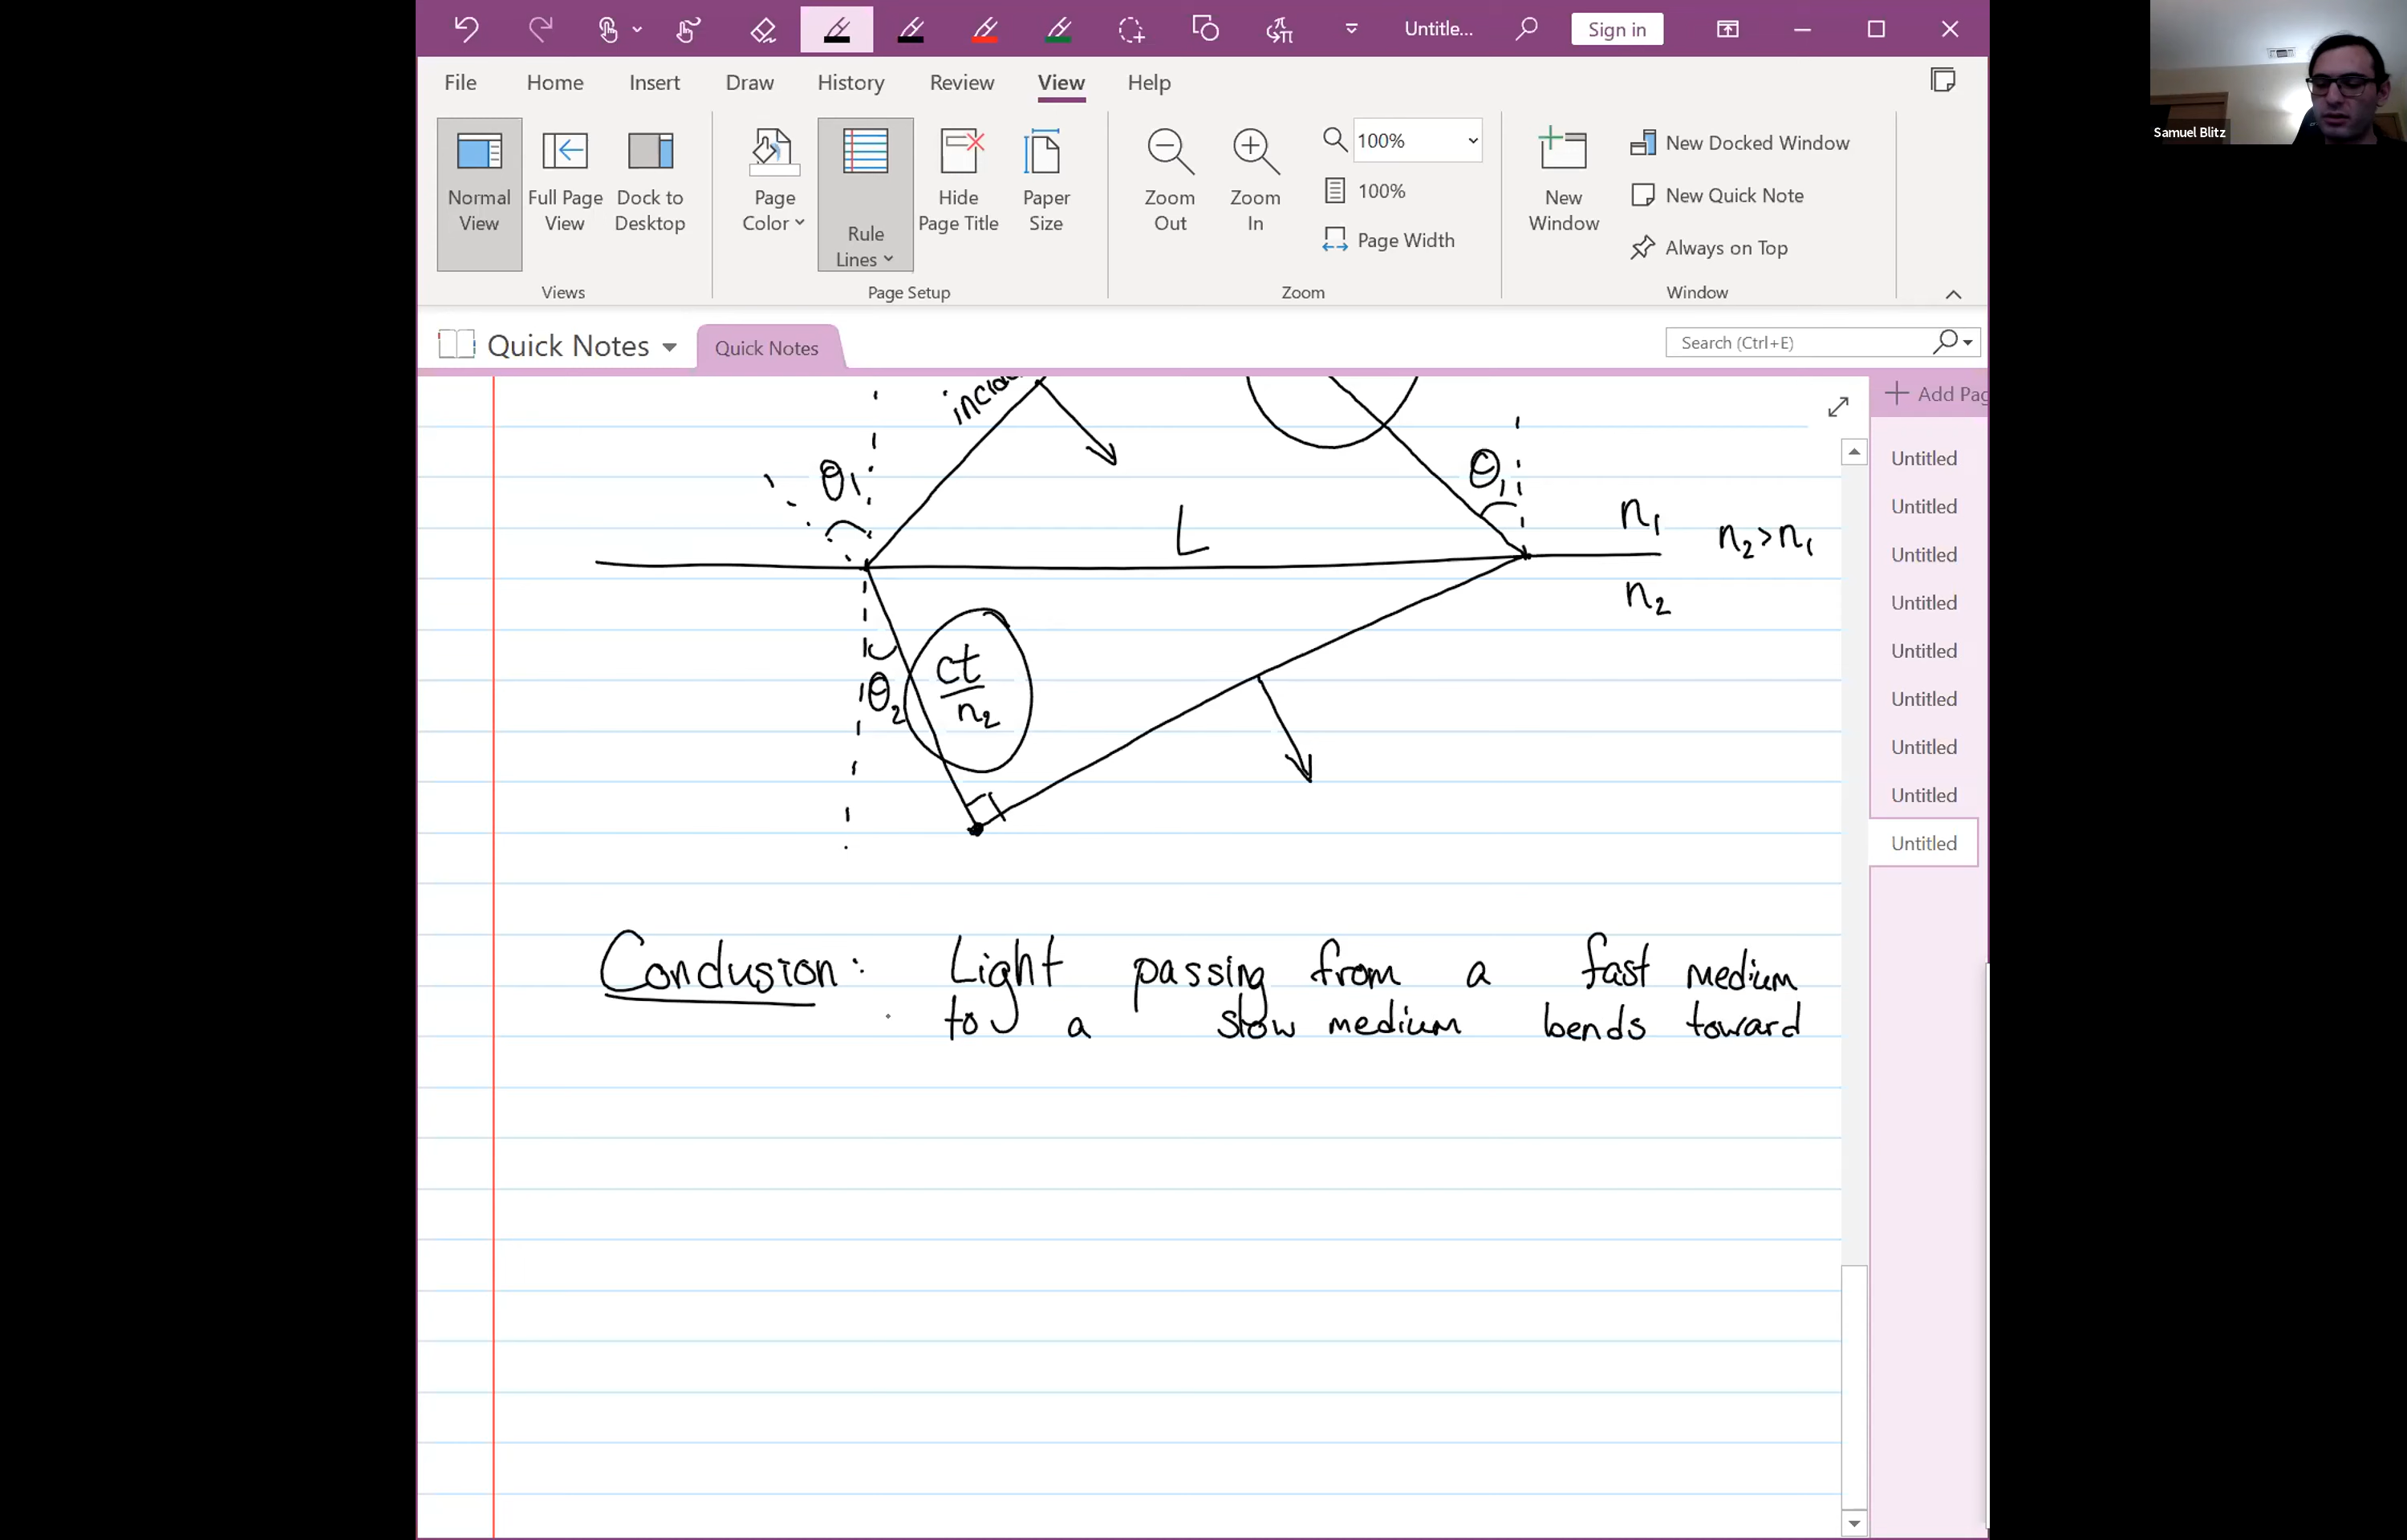 Untitle...
Sign in
File Home Insert Draw History Review View Help
Samuel Blitz
Normal View
Full Page View
Dock to Desktop
Page Color
Rule Lines
Hide Page Title
Paper Size
Zoom Out
Zoom In
100%
100%
Page Width
New Window
New Docked Window
New Quick Note
Always on Top
Views
Page Setup
Zoom
Window
Quick Notes
Quick Notes
Search (Ctrl+E)
Add Pag
Untitled
Untitled
Untitled
Untitled
Untitled
Untitled
Untitled
Untitled
Untitled
θ₁
θ₁
L
n₁
n₂>n₁
n₂
θ₂
ct/n₂
Conclusion: Light passing from a fast medium
to a slow medium bends toward